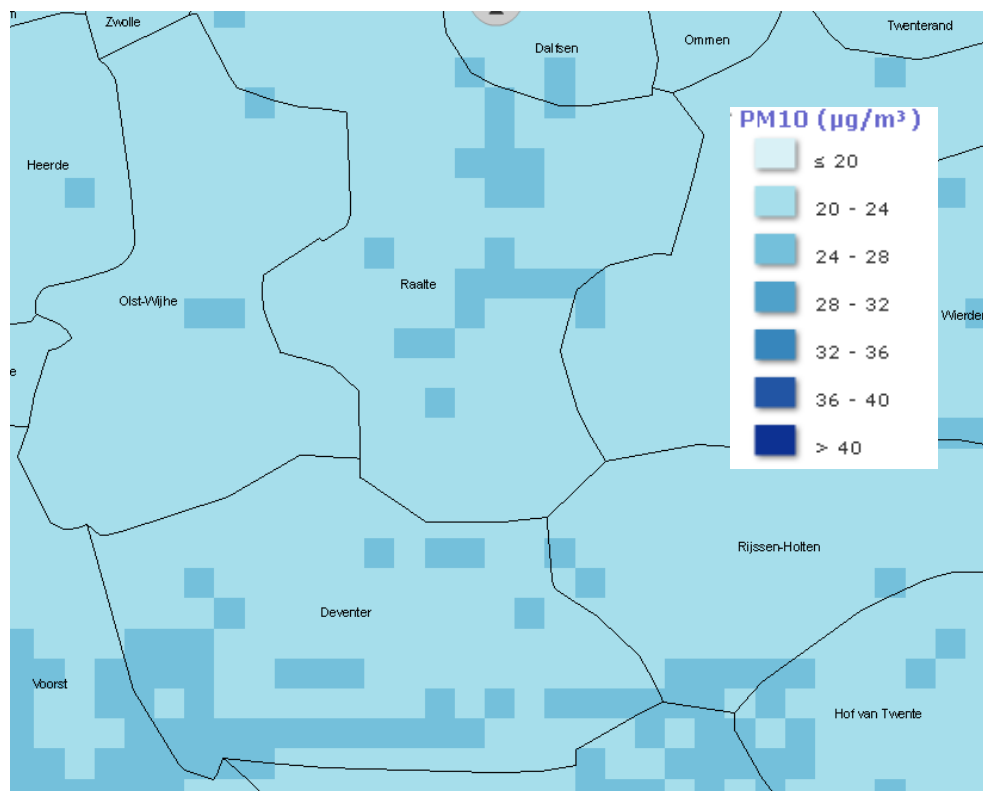 Zwolle
Dalfsen
Ommen
Twenterand
Heerde
Olst-Wijhe
Raalte
Wierden
Rijssen-Holten
Deventer
Voorst
Hof van Twente
PM10 (µg/m³)
≤ 20
20 - 24
24 - 28
28 - 32
32 - 36
36 - 40
> 40